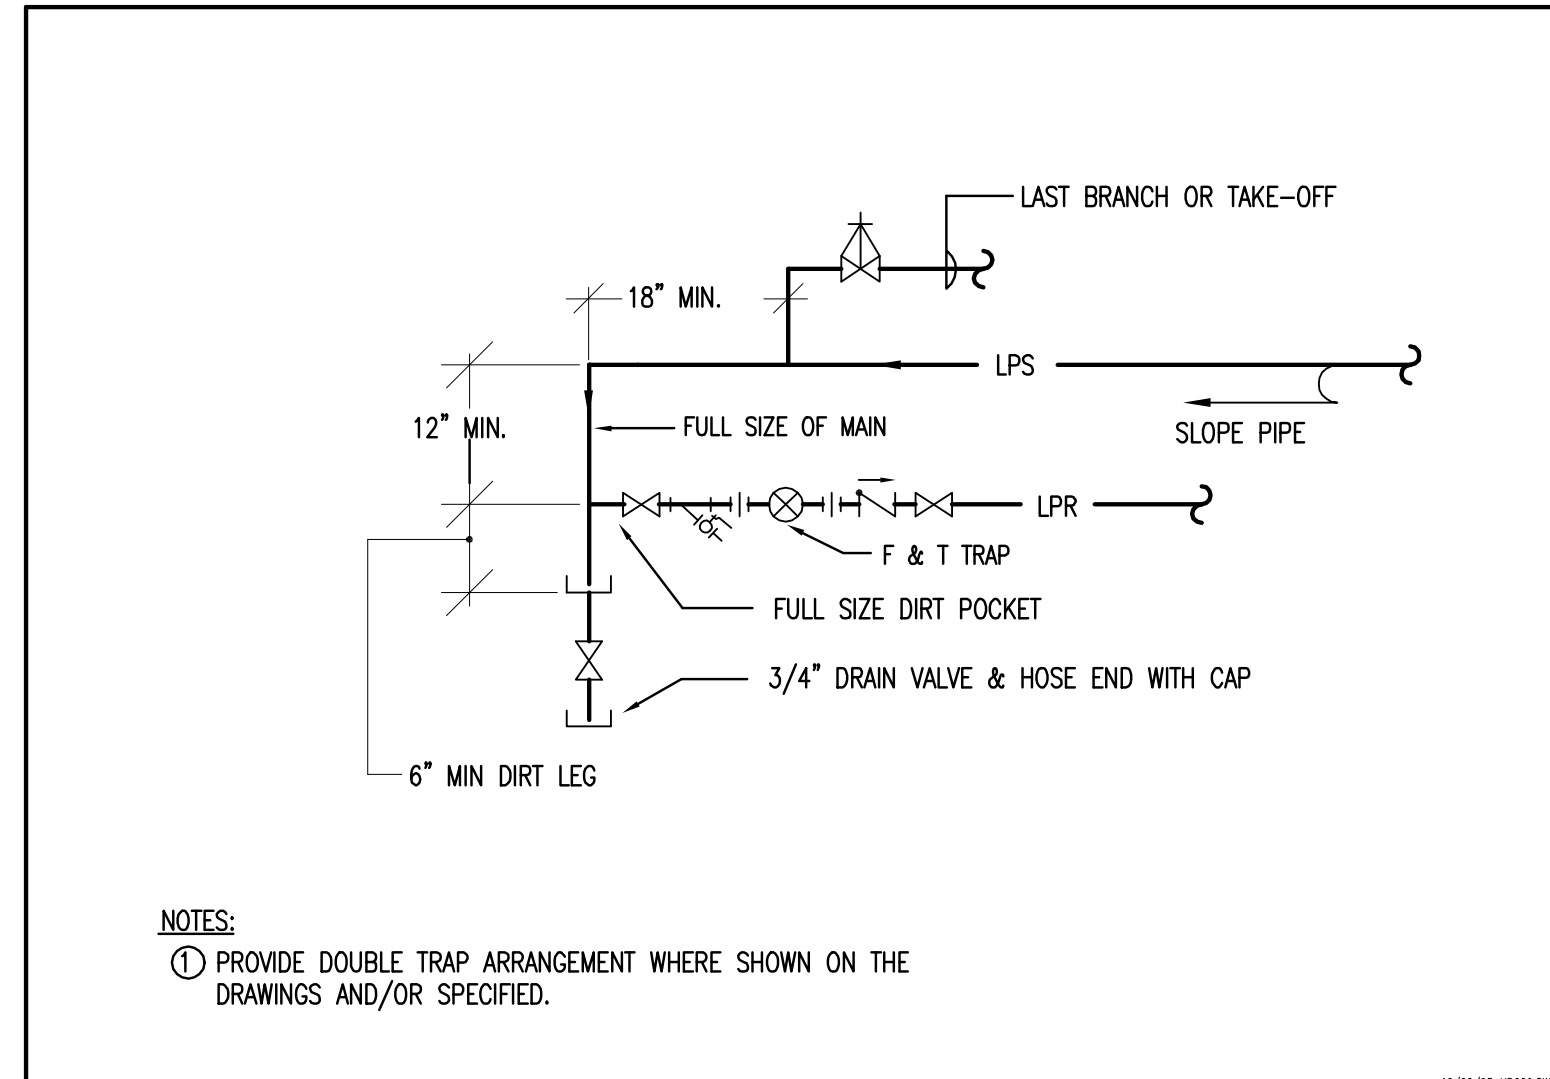 LAST BRANCH OR TAKE-OFF
18" MIN.
LPS
12" MIN.
FULL SIZE OF MAIN
SLOPE PIPE
LPR
F & T TRAP
FULL SIZE DIRT POCKET
3/4" DRAIN VALVE & HOSE END WITH CAP
6" MIN DIRT LEG
NOTES:
1 PROVIDE DOUBLE TRAP ARRANGEMENT WHERE SHOWN ON THE
DRAWINGS AND/OR SPECIFIED.